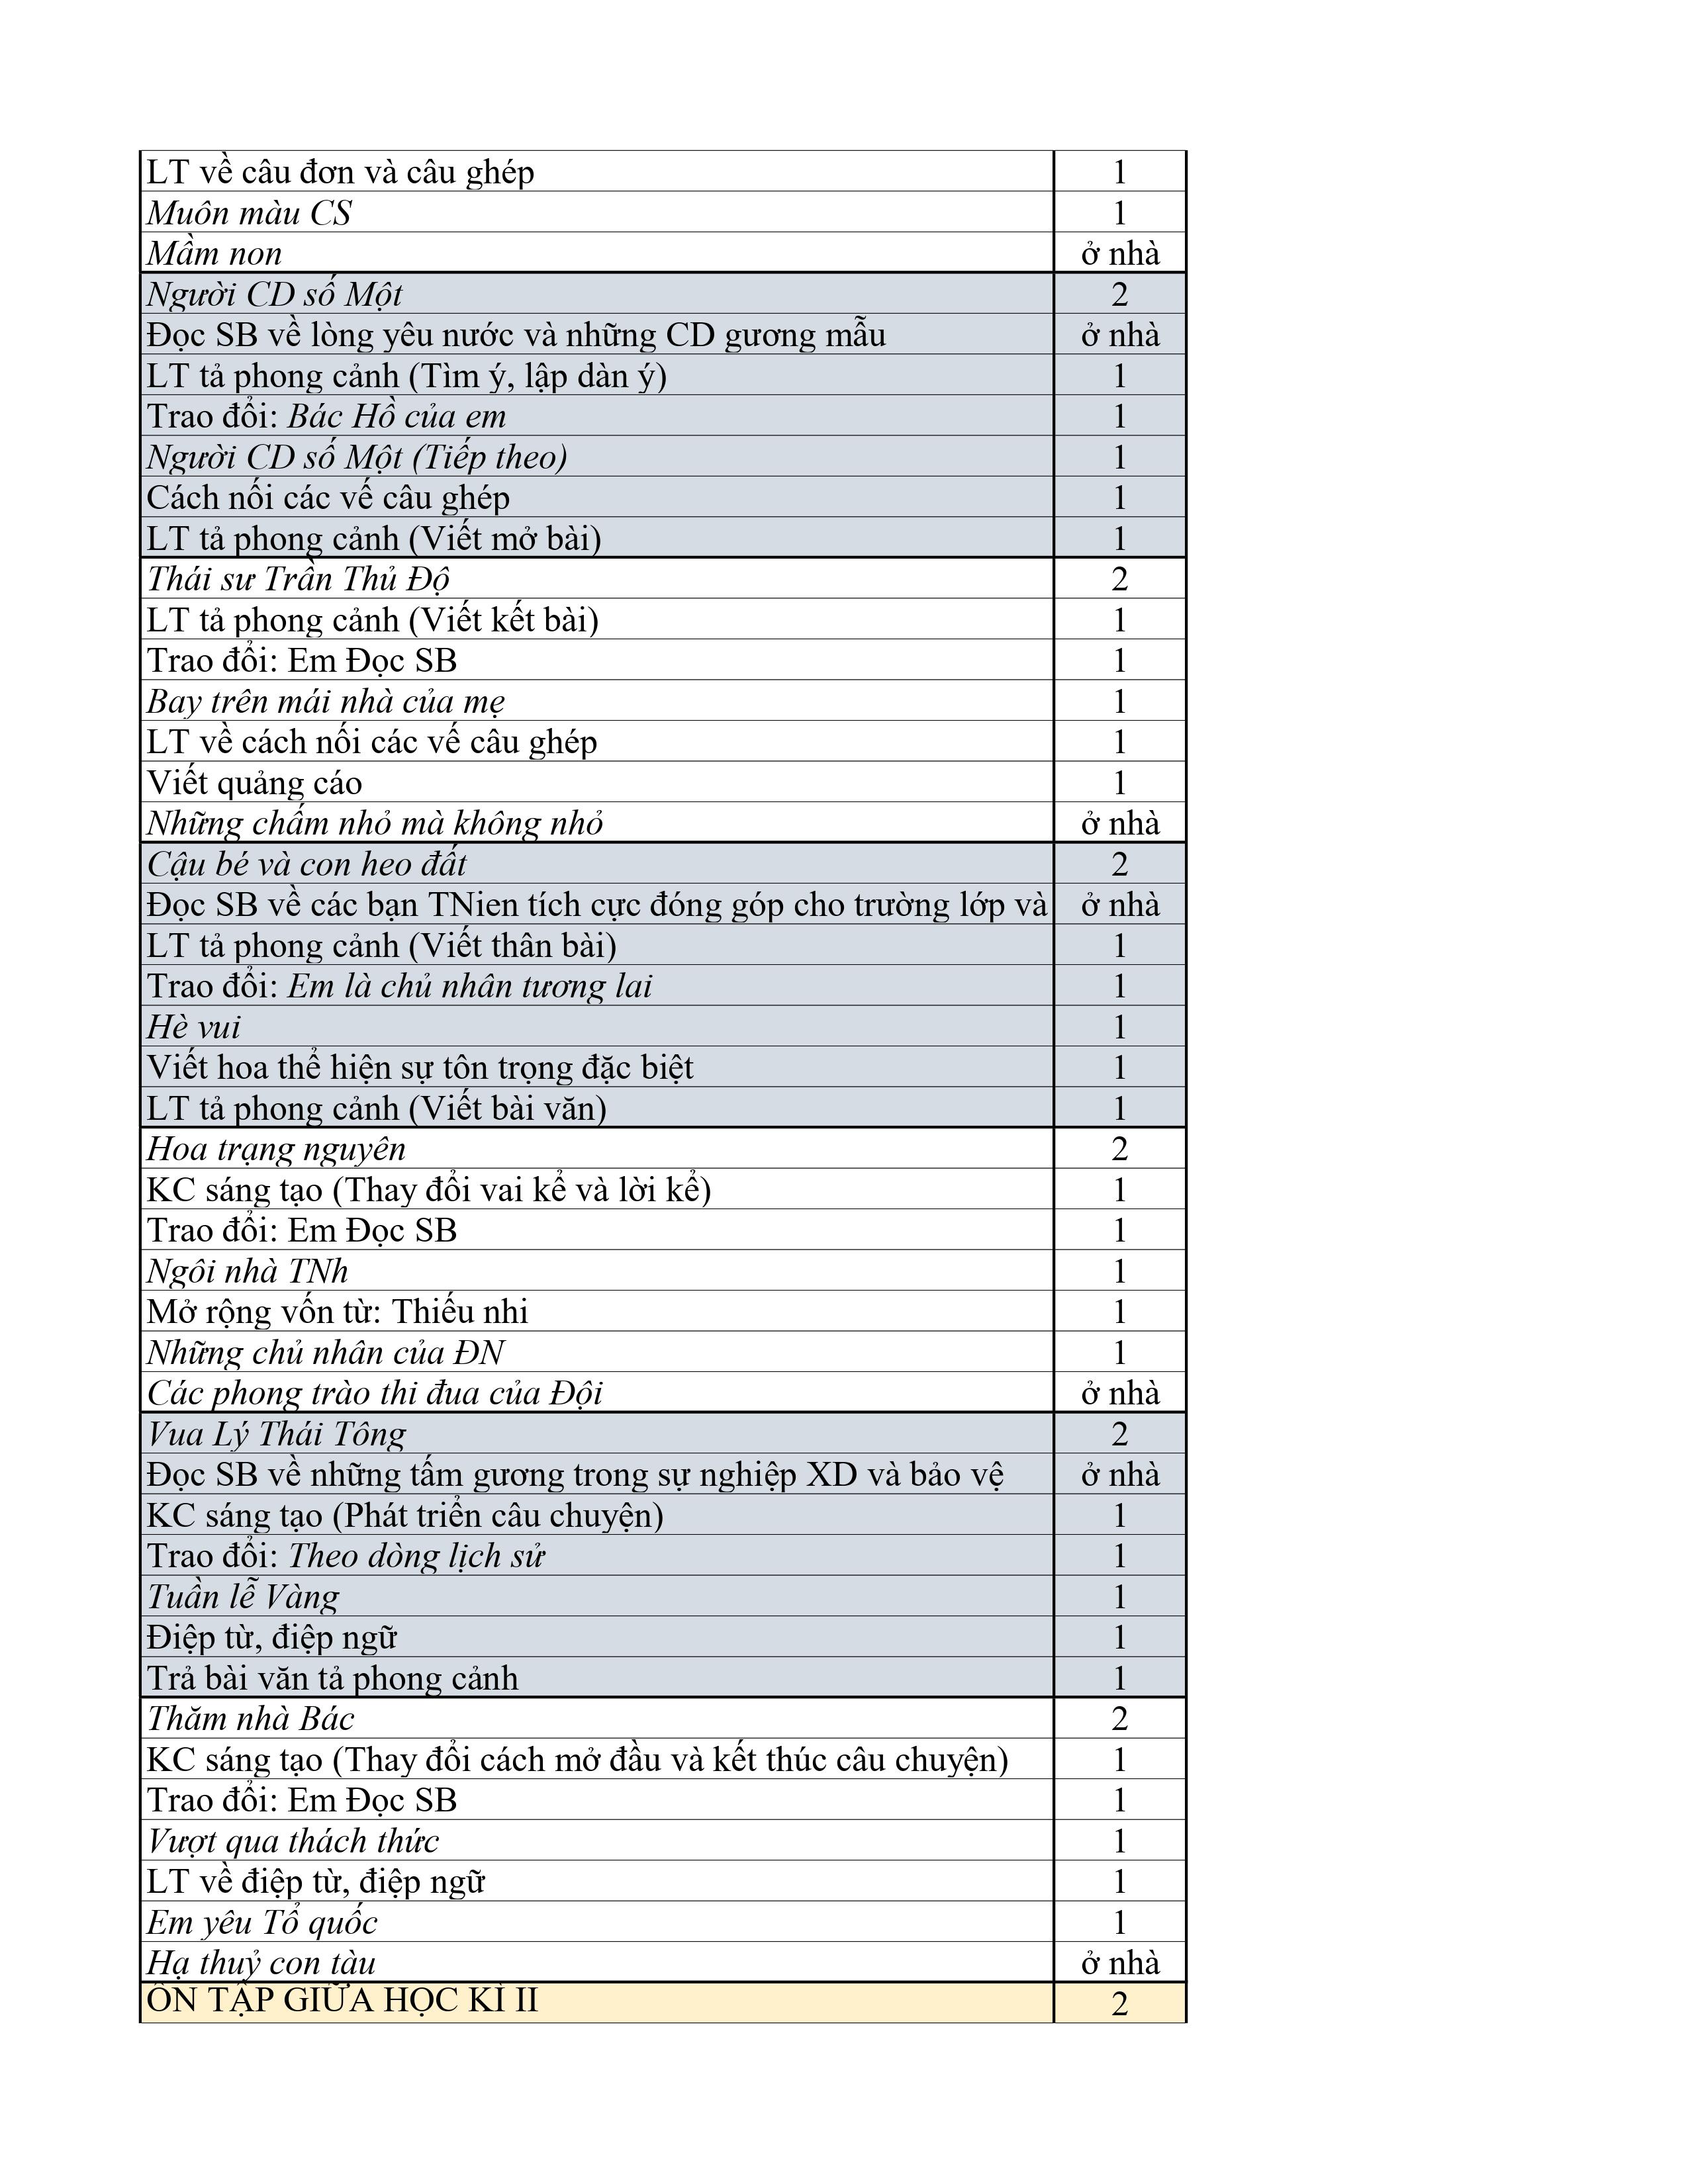 LT về câu đơn và câu ghép 1
Muôn màu CS 1
Mầm non ở nhà
Người CD số Một 2
Đọc SB về lòng yêu nước và những CD gương mẫu ở nhà
LT tả phong cảnh (Tìm ý, lập dàn ý) 1
Trao đổi: Bác Hồ của em 1
Người CD số Một (Tiếp theo) 1
Cách nối các vế câu ghép 1
LT tả phong cảnh (Viết mở bài) 1
Thái sư Trần Thủ Độ 2
LT tả phong cảnh (Viết kết bài) 1
Trao đổi: Em Đọc SB 1
Bay trên mái nhà của mẹ 1
LT về cách nối các vế câu ghép 1
Viết quảng cáo 1
Những chấm nhỏ mà không nhỏ ở nhà
Cậu bé và con heo đất 2
Đọc SB về các bạn TNien tích cực đóng góp cho trường lớp và ở nhà
LT tả phong cảnh (Viết thân bài) 1
Trao đổi: Em là chủ nhân tương lai 1
Hè vui 1
Viết hoa thể hiện sự tôn trọng đặc biệt 1
LT tả phong cảnh (Viết bài văn) 1
Hoa trạng nguyên 2
KC sáng tạo (Thay đổi vai kể và lời kể) 1
Trao đổi: Em Đọc SB 1
Ngôi nhà TNh 1
Mở rộng vốn từ: Thiếu nhi 1
Những chủ nhân của ĐN 1
Các phong trào thi đua của Đội ở nhà
Vua Lý Thái Tông 2
Đọc SB về những tấm gương trong sự nghiệp XD và bảo vệ ở nhà
KC sáng tạo (Phát triển câu chuyện) 1
Trao đổi: Theo dòng lịch sử 1
Tuần lễ Vàng 1
Điệp từ, điệp ngữ 1
Trả bài văn tả phong cảnh 1
Thăm nhà Bác 2
KC sáng tạo (Thay đổi cách mở đầu và kết thúc câu chuyện) 1
Trao đổi: Em Đọc SB 1
Vượt qua thách thức 1
LT về điệp từ, điệp ngữ 1
Em yêu Tổ quốc 1
Hạ thuỷ con tàu ở nhà
ÔN TẬP GIỮA HỌC KÌ II 2